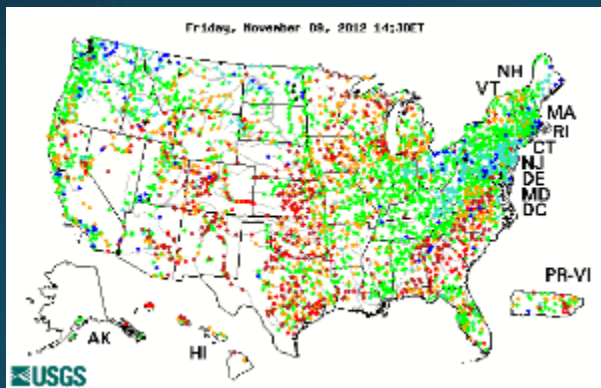 Friday, November 09, 2012 14:30ET
NH
VT
MA
RI
CT
NJ
DE
MD
DC
PR-VI
AK
HI
USGS